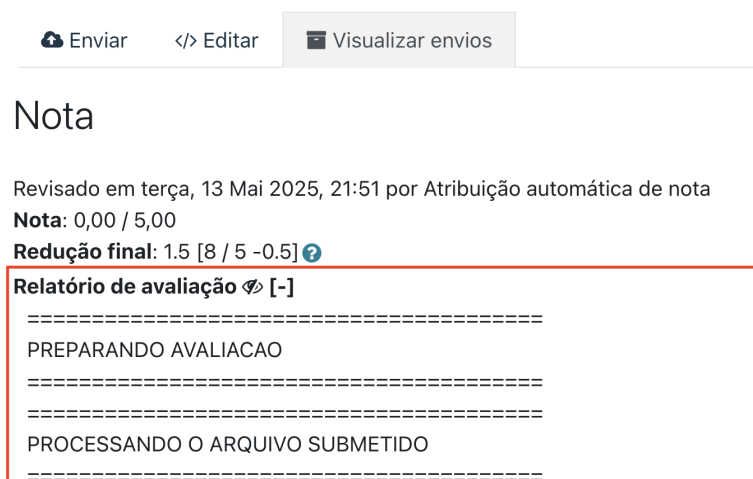 Enviar </> Editar Visualizar envios
Nota
Revisado em terça, 13 Mai 2025, 21:51 por Atribuição automática de nota
Nota: 0,00 / 5,00
Redução final: 1.5 [8 / 5 -0.5] ?
Relatório de avaliação [-]
========================================
PREPARANDO AVALIACAO
========================================
========================================
PROCESSANDO O ARQUIVO SUBMETIDO
========================================